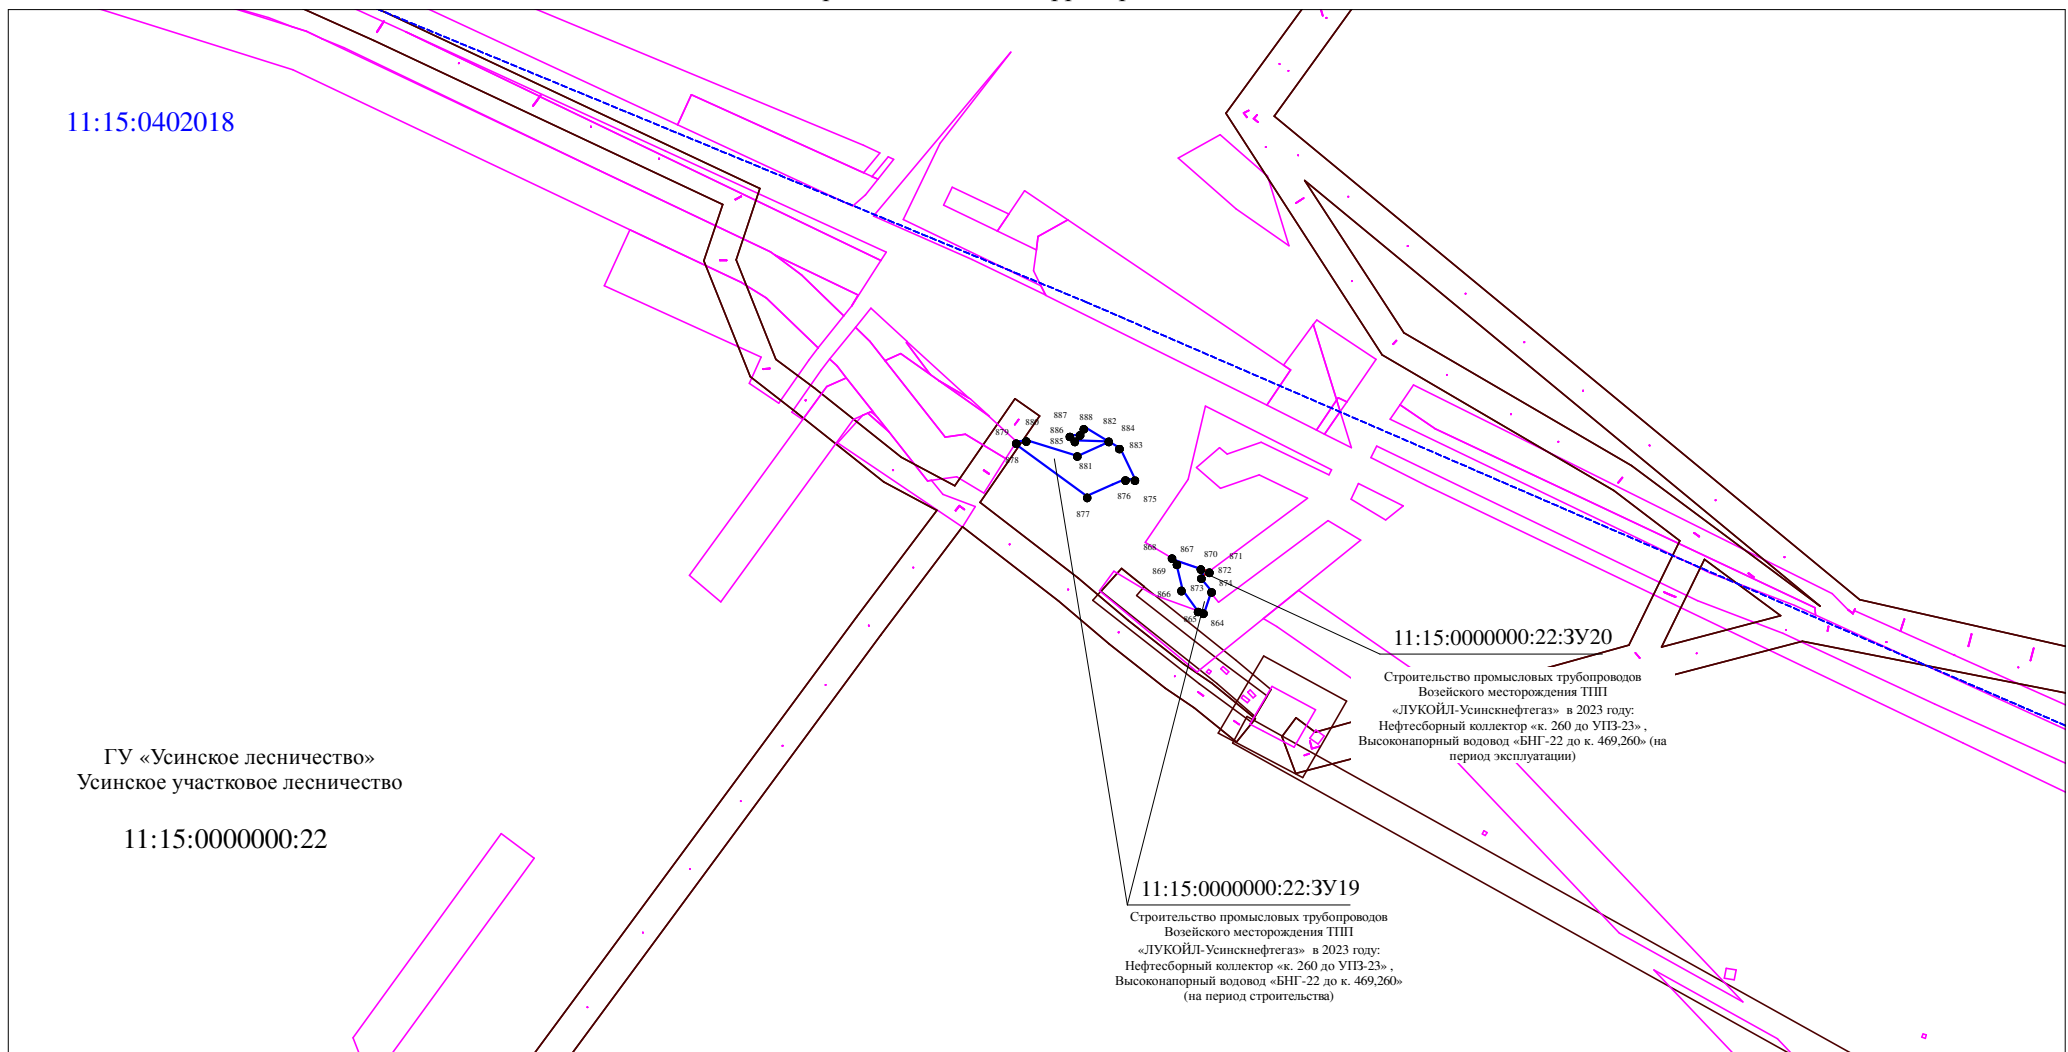 11:15:0402018
887
888
882
880
886
884
879
885
883
878
881
876
875
877
868
867
870
871
869
872
873
874
866
865
864
11:15:0000000:22:ЗУ20
Строительство промысловых трубопроводов
Возейского месторождения ТПП
«ЛУКОЙЛ-Усинскнефтегаз» в 2023 году:
Нефтесборный коллектор «к. 260 до УПЗ-23» ,
Высоконапорный водовод «БНГ-22 до к. 469,260» (на
период эксплуатации)
ГУ «Усинское лесничество»
Усинское участковое лесничество
11:15:0000000:22
11:15:0000000:22:ЗУ19
Строительство промысловых трубопроводов
Возейского месторождения ТПП
«ЛУКОЙЛ-Усинскнефтегаз» в 2023 году:
Нефтесборный коллектор «к. 260 до УПЗ-23» ,
Высоконапорный водовод «БНГ-22 до к. 469,260»
(на период строительства)